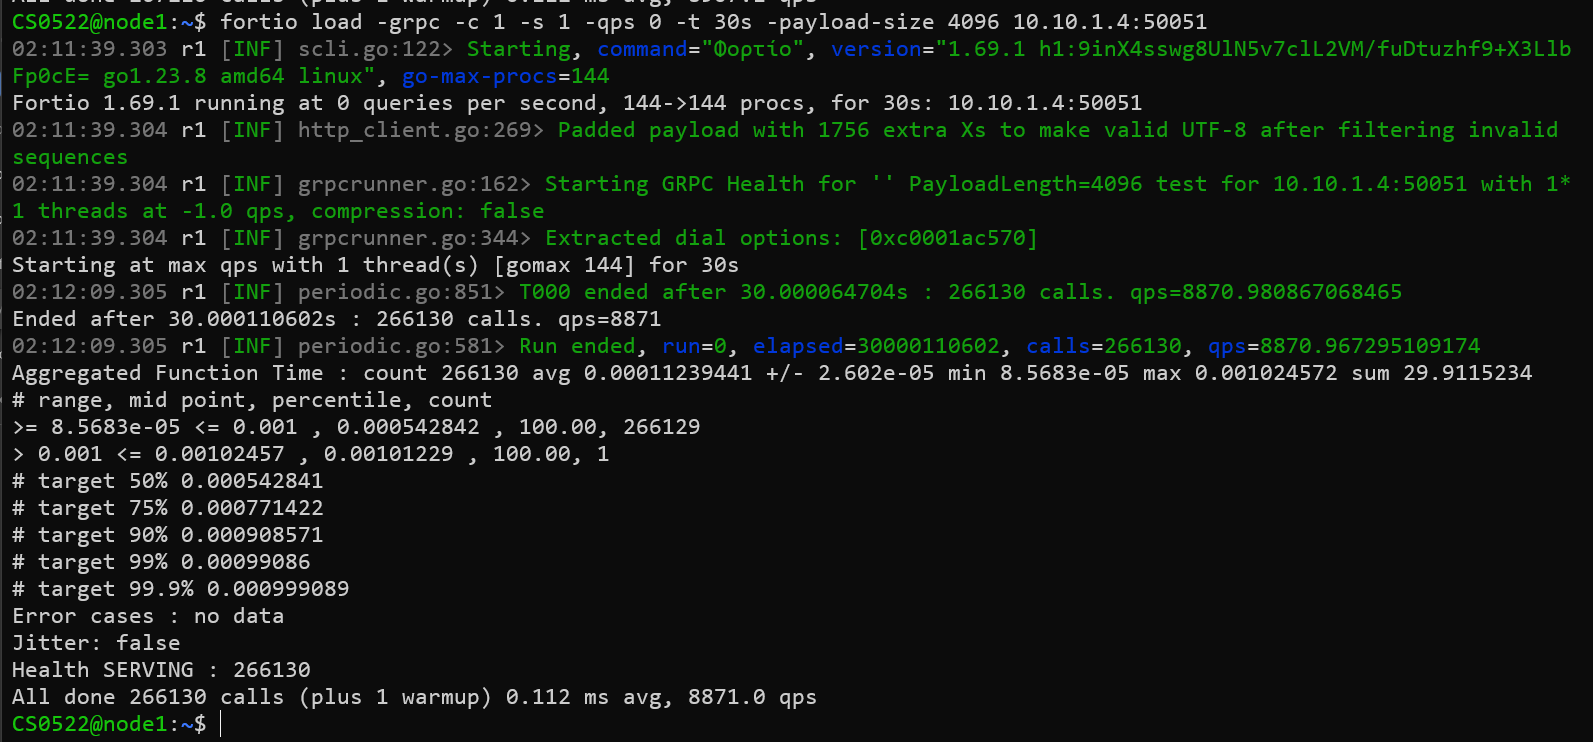 CS0522@node1:~$ fortio load -grpc -c 1 -s 1 -qps 0 -t 30s -payload-size 4096 10.10.1.4:50051
02:11:39.303 r1 [INF] scli.go:122> Starting, command="Φορτίο", version="1.69.1 h1:9inX4sswg8UlN5v7clL2VM/fuDtuzhf9+X3Llb
Fp0cE= go1.23.8 amd64 linux", go-max-procs=144
Fortio 1.69.1 running at 0 queries per second, 144->144 procs, for 30s: 10.10.1.4:50051
02:11:39.304 r1 [INF] http_client.go:269> Padded payload with 1756 extra Xs to make valid UTF-8 after filtering invalid
sequences
02:11:39.304 r1 [INF] grpcrunner.go:162> Starting GRPC Health for '' PayloadLength=4096 test for 10.10.1.4:50051 with 1*
1 threads at -1.0 qps, compression: false
02:11:39.304 r1 [INF] grpcrunner.go:344> Extracted dial options: [0xc0001ac570]
Starting at max qps with 1 thread(s) [gomax 144] for 30s
02:12:09.305 r1 [INF] periodic.go:851> T000 ended after 30.000064704s : 266130 calls. qps=8870.980867068465
Ended after 30.000110602s : 266130 calls. qps=8871
02:12:09.305 r1 [INF] periodic.go:581> Run ended, run=0, elapsed=30000110602, calls=266130, qps=8870.967295109174
Aggregated Function Time : count 266130 avg 0.00011239441 +/- 2.602e-05 min 8.5683e-05 max 0.001024572 sum 29.9115234
# range, mid point, percentile, count
>= 8.5683e-05 <= 0.001 , 0.000542842 , 100.00, 266129
> 0.001 <= 0.00102457 , 0.00101229 , 100.00, 1
# target 50% 0.000542841
# target 75% 0.000771422
# target 90% 0.000908571
# target 99% 0.00099086
# target 99.9% 0.000999089
Error cases : no data
Jitter: false
Health SERVING : 266130
All done 266130 calls (plus 1 warmup) 0.112 ms avg, 8871.0 qps
CS0522@node1:~$